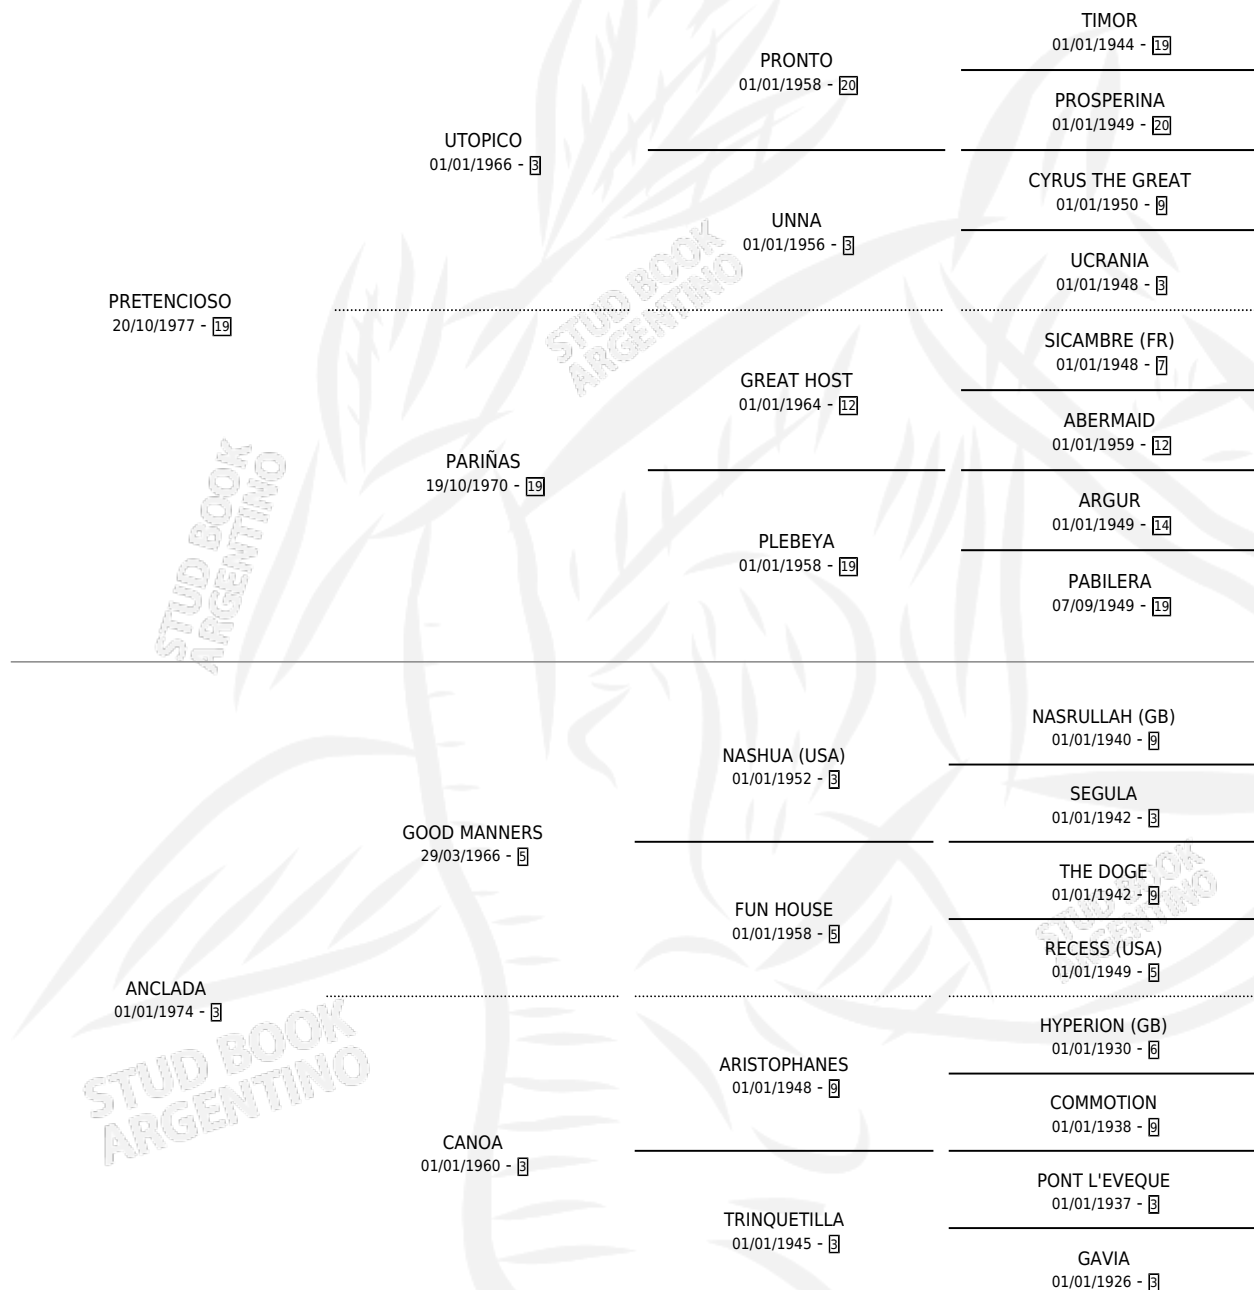 TIMOR
01/01/1944 - 19
PRONTO
01/01/1958 - 20
PROSPERINA
01/01/1949 - 20
UTOPICO
01/01/1966 - 3
CYRUS THE GREAT
01/01/1950 - 9
UNNA
01/01/1956 - 3
UCRANIA
01/01/1948 - 3
PRETENCIOSO
20/10/1977 - 19
SICAMBRE (FR)
01/01/1948 - 7
GREAT HOST
01/01/1964 - 12
ABERMAID
01/01/1959 - 12
PARIÑAS
19/10/1970 - 19
ARGUR
01/01/1949 - 14
PLEBEYA
01/01/1958 - 19
PABILERA
07/09/1949 - 19
NASRULLAH (GB)
01/01/1940 - 9
NASHUA (USA)
01/01/1952 - 3
SEGULA
01/01/1942 - 3
GOOD MANNERS
29/03/1966 - 5
THE DOGE
01/01/1942 - 9
FUN HOUSE
01/01/1958 - 5
RECESS (USA)
01/01/1949 - 5
ANCLADA
01/01/1974 - 3
HYPERION (GB)
01/01/1930 - 6
ARISTOPHANES
01/01/1948 - 9
COMMOTION
01/01/1938 - 9
CANOA
01/01/1960 - 3
PONT L'EVEQUE
01/01/1937 - 3
TRINQUETILLA
01/01/1945 - 3
GAVIA
01/01/1926 - 3
STUD BOOK
ARGENTINO
STUD BOOK
ARGENTINO
STUD BOOK
ARGENTINO
STUD BOOK
ARGENTINO